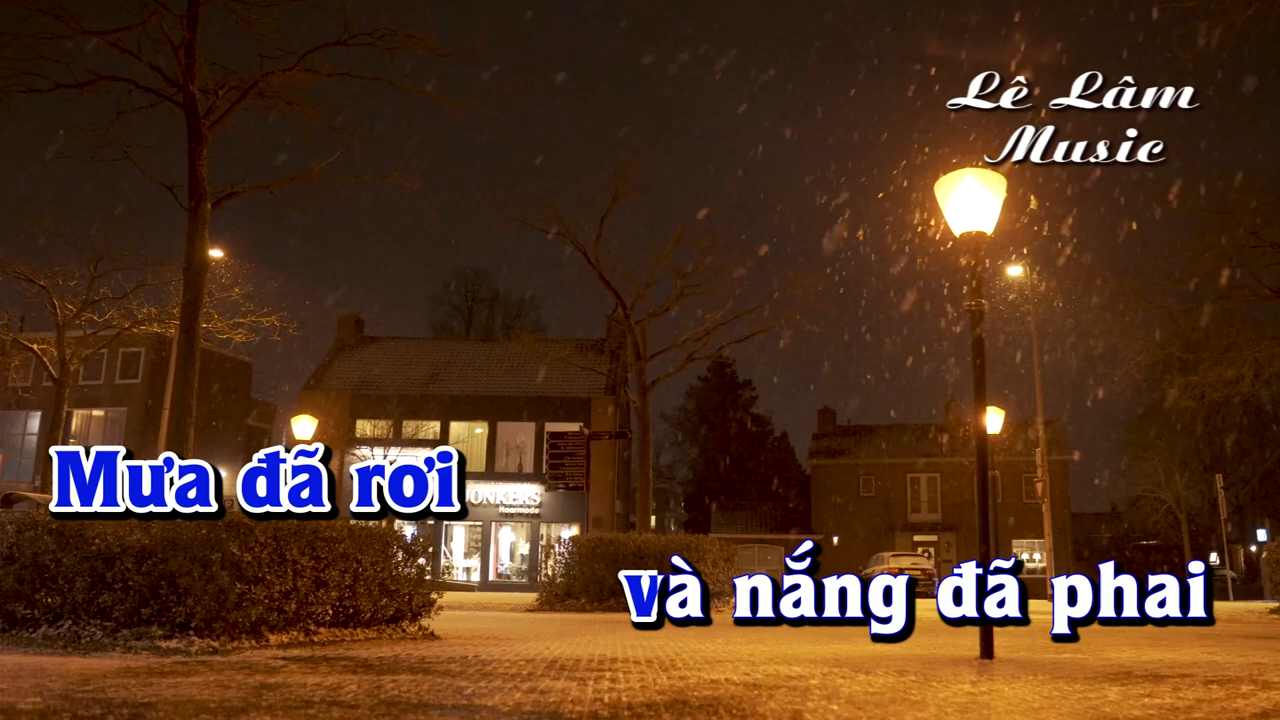 Lê Lâm
Music
Mưa đã rơi
JONKERS
Haarmode
và nắng đã phai